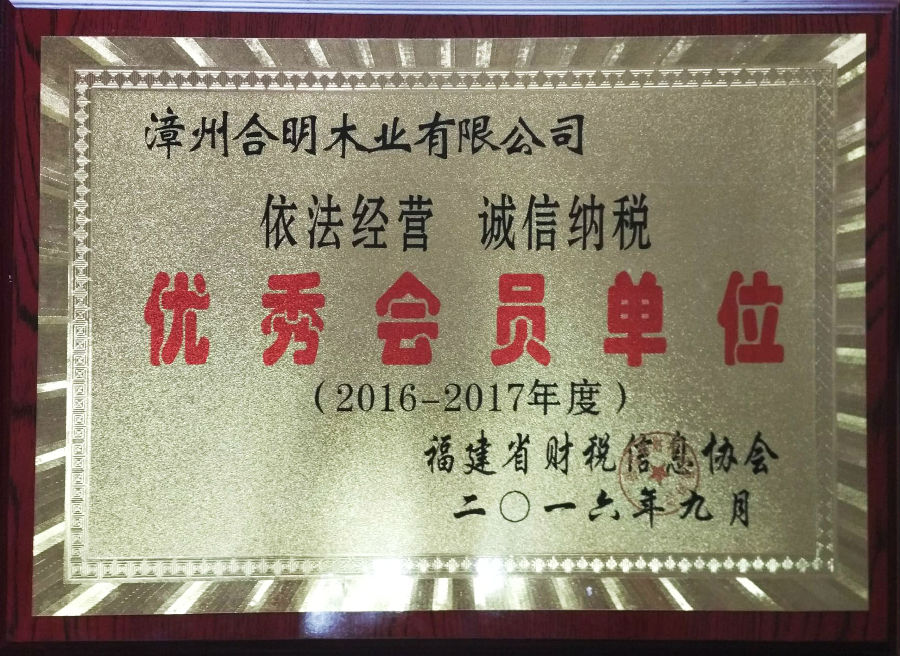 漳州合明木业有限公司
依法经营 诚信纳税
优秀会员单位
（2016-2017年度）
福建省财税信息协会
二〇一六年九月